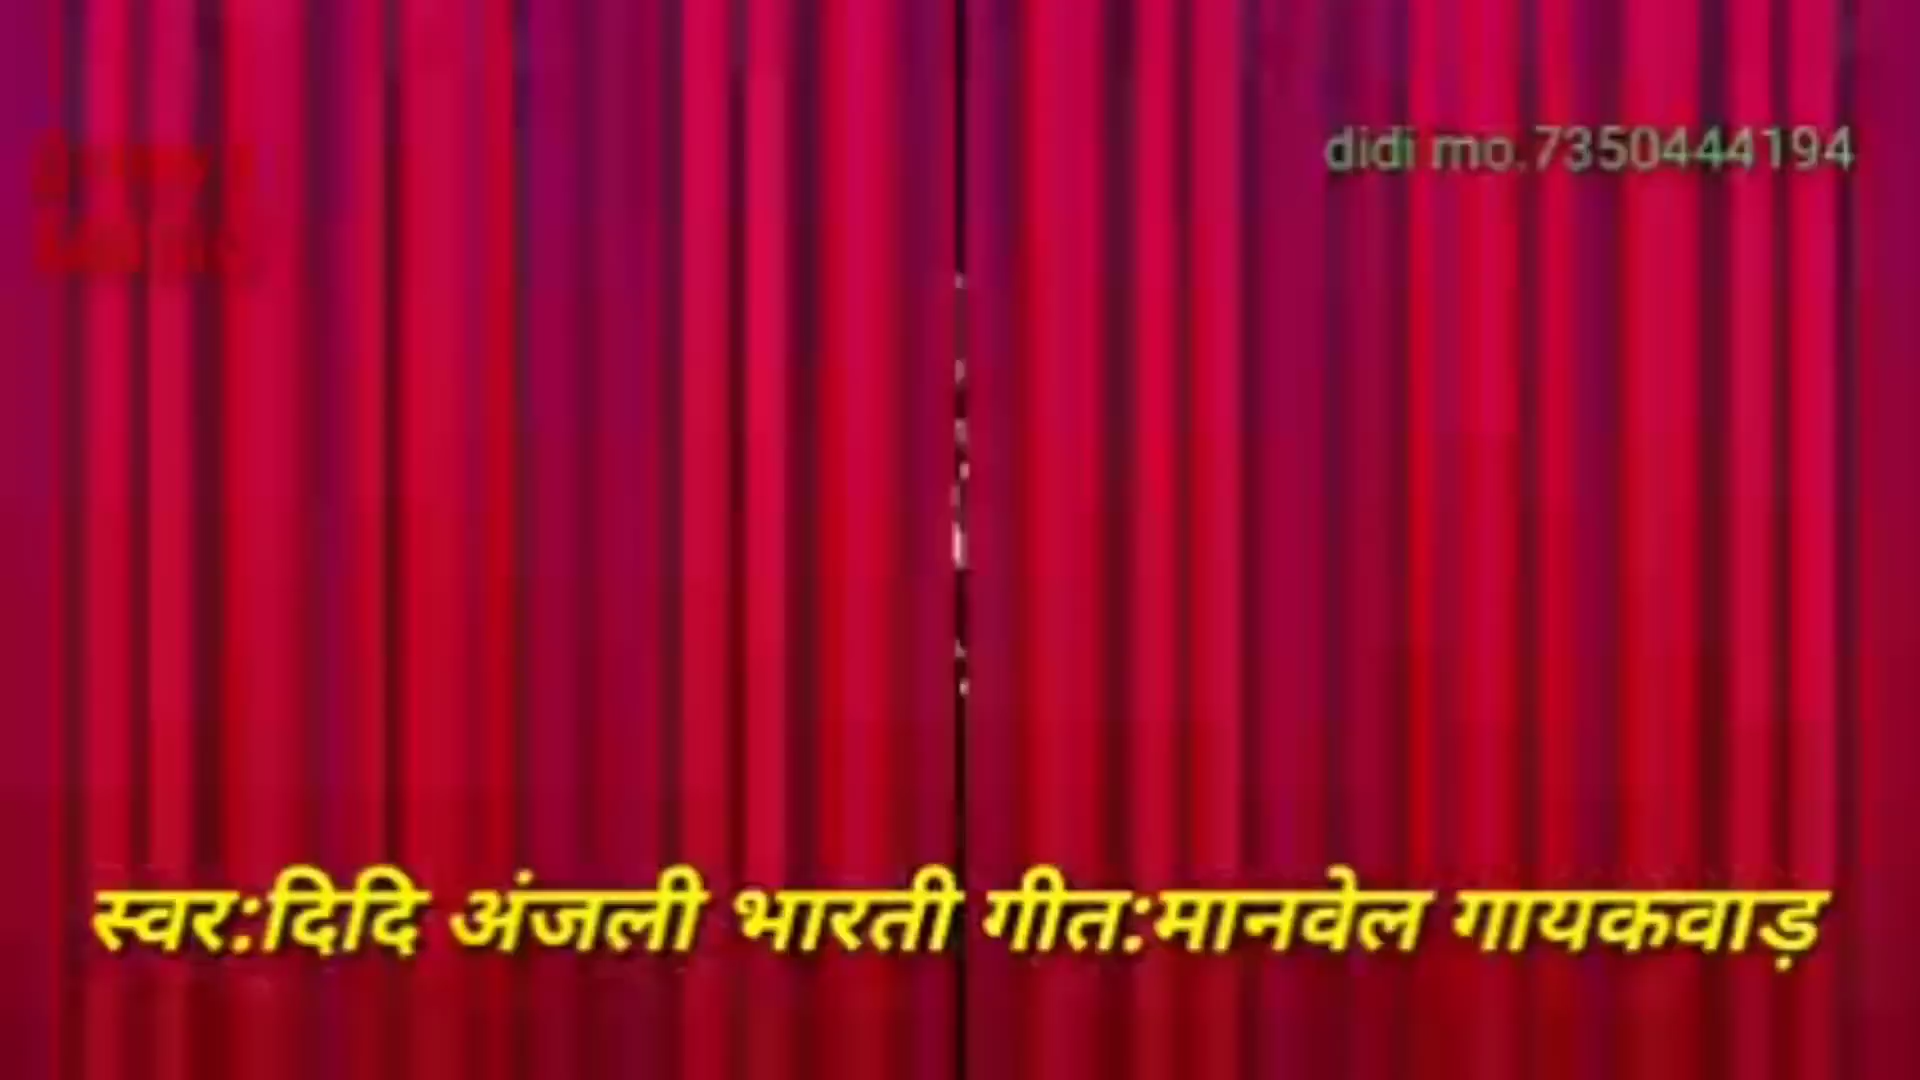 didi mo.7350444194
स्वर:दिदि अंजली भारती गीत:मानवेल गायकवाड़